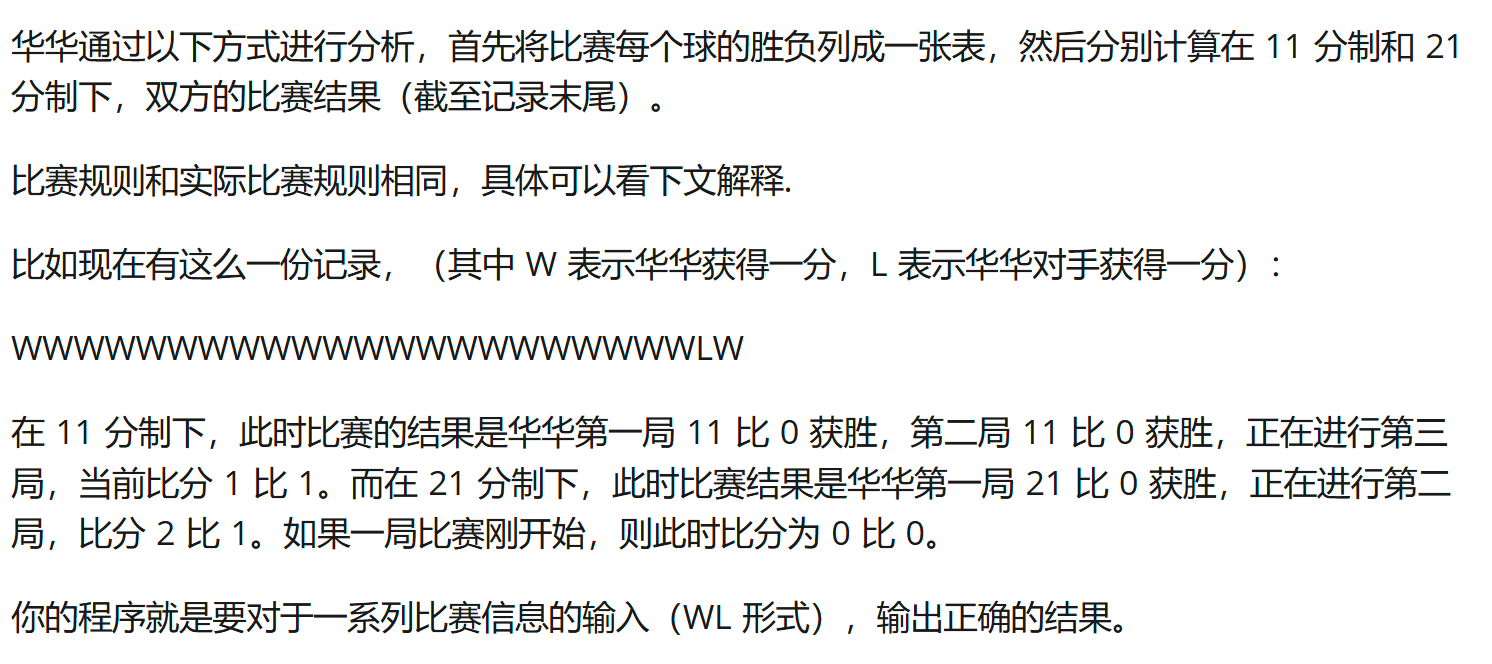 华华通过以下方式进行分析，首先将比赛每个球的胜负列成一张表，然后分别计算在 11 分制和 21
分制下，双方的比赛结果（截至记录末尾）。
比赛规则和实际比赛规则相同，具体可以看下文解释.
比如现在有这么一份记录，（其中 W 表示华华获得一分，L 表示华华对手获得一分）：
WWWWWWWWWWWWWWWWWWWWWWLW
在 11 分制下，此时比赛的结果是华华第一局 11 比 0 获胜，第二局 11 比 0 获胜，正在进行第三
局，当前比分 1 比 1。而在 21 分制下，此时比赛结果是华华第一局 21 比 0 获胜，正在进行第二
局，比分 2 比 1。如果一局比赛刚开始，则此时比分为 0 比 0。
你的程序就是要对于一系列比赛信息的输入（WL 形式），输出正确的结果。